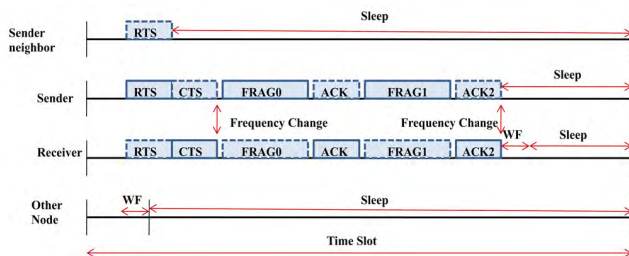 Sleep
Sender
neighbor
RTS
Sleep
Sender
RTS
CTS
FRAG0
ACK
FRAG1
ACK2
Frequency Change
Frequency Change
WF
Sleep
Receiver
RTS
CTS
FRAG0
ACK
FRAG1
ACK2
Other
Node
WF
Sleep
Time Slot